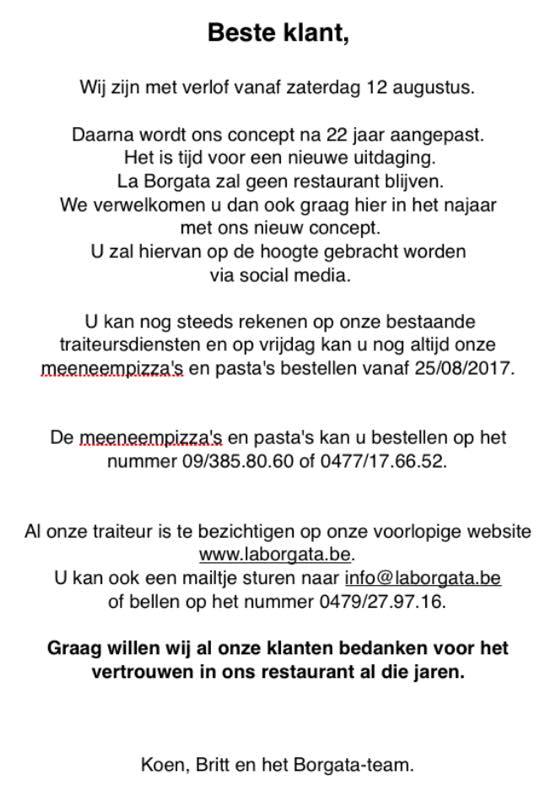 Beste klant,
Wij zijn met verlof vanaf zaterdag 12 augustus.
Daarna wordt ons concept na 22 jaar aangepast.
Het is tijd voor een nieuwe uitdaging.
La Borgata zal geen restaurant blijven.
We verwelkomen u dan ook graag hier in het najaar
met ons nieuw concept.
U zal hiervan op de hoogte gebracht worden
via social media.
U kan nog steeds rekenen op onze bestaande
traiteursdiensten en op vrijdag kan u nog altijd onze
meeneempizza's en pasta's bestellen vanaf 25/08/2017.
De meeneempizza's en pasta's kan u bestellen op het
nummer 09/385.80.60 of 0477/17.66.52.
Al onze traiteur is te bezichtigen op onze voorlopige website
www.laborgata.be.
U kan ook een mailtje sturen naar info@laborgata.be
of bellen op het nummer 0479/27.97.16.
Graag willen wij al onze klanten bedanken voor het
vertrouwen in ons restaurant al die jaren.
Koen, Britt en het Borgata-team.